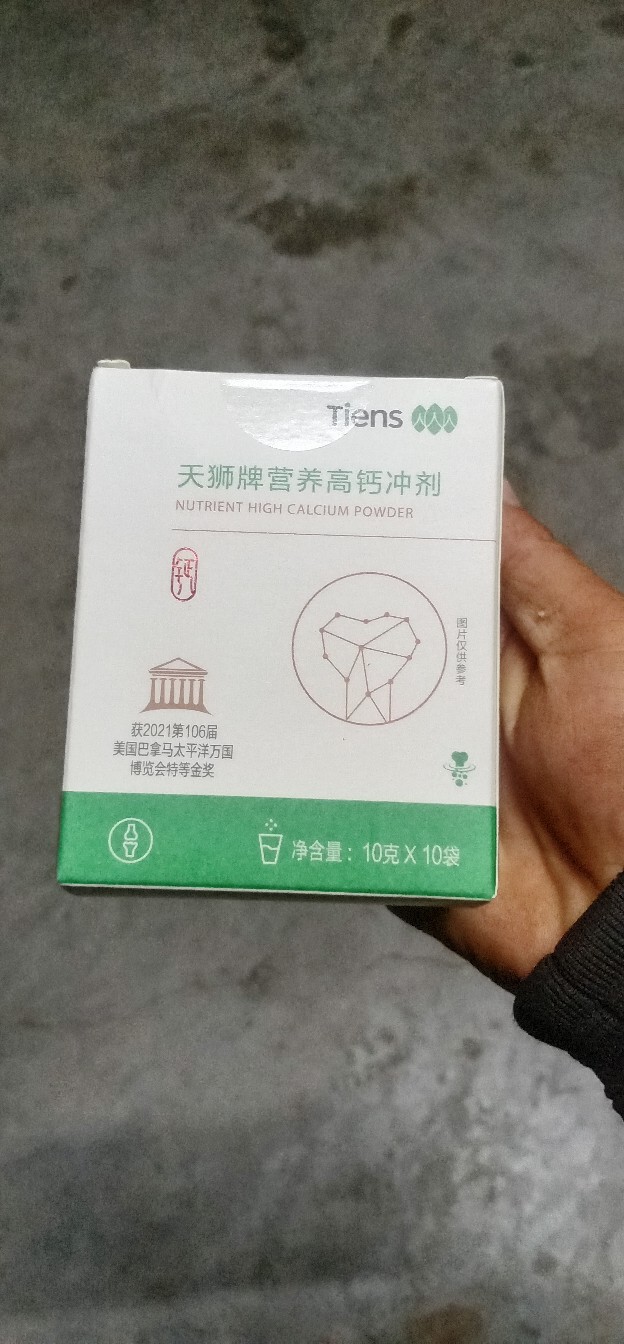 Tiens
天狮牌营养高钙冲剂
NUTRIENT HIGH CALCIUM POWDER
钙
图片仅供参考
获2021第106届
美国巴拿马太平洋万国
博览会特等金奖
净含量：10克X10袋